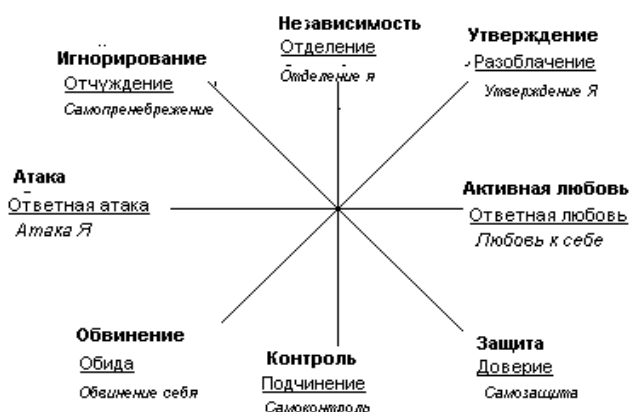 Независимость
Отделение
Отделение я
Утверждение
Разоблачение
Утверждение Я
Игнорирование
Отчуждение
Самопренебрежение
Атака
Ответная атака
Атака Я
Активная любовь
Ответная любовь
Любовь к себе
Обвинение
Обида
Обвинение себя
Контроль
Подчинение
Самоконтроль
Защита
Доверие
Самозащита